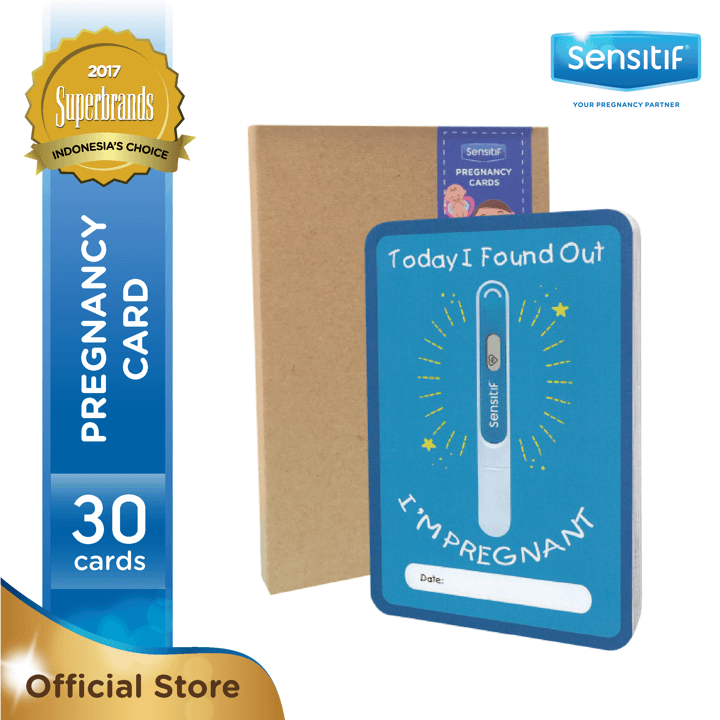 2017
Superbrands
INDONESIA'S CHOICE
PREGNANCY
CARD
30
cards
Official Store
Sensitif
YOUR PREGNANCY PARTNER
Sensitif
PREGNANCY
CARDS
Today I Found Out
Sensitif
I'M PREGNANT
Date: